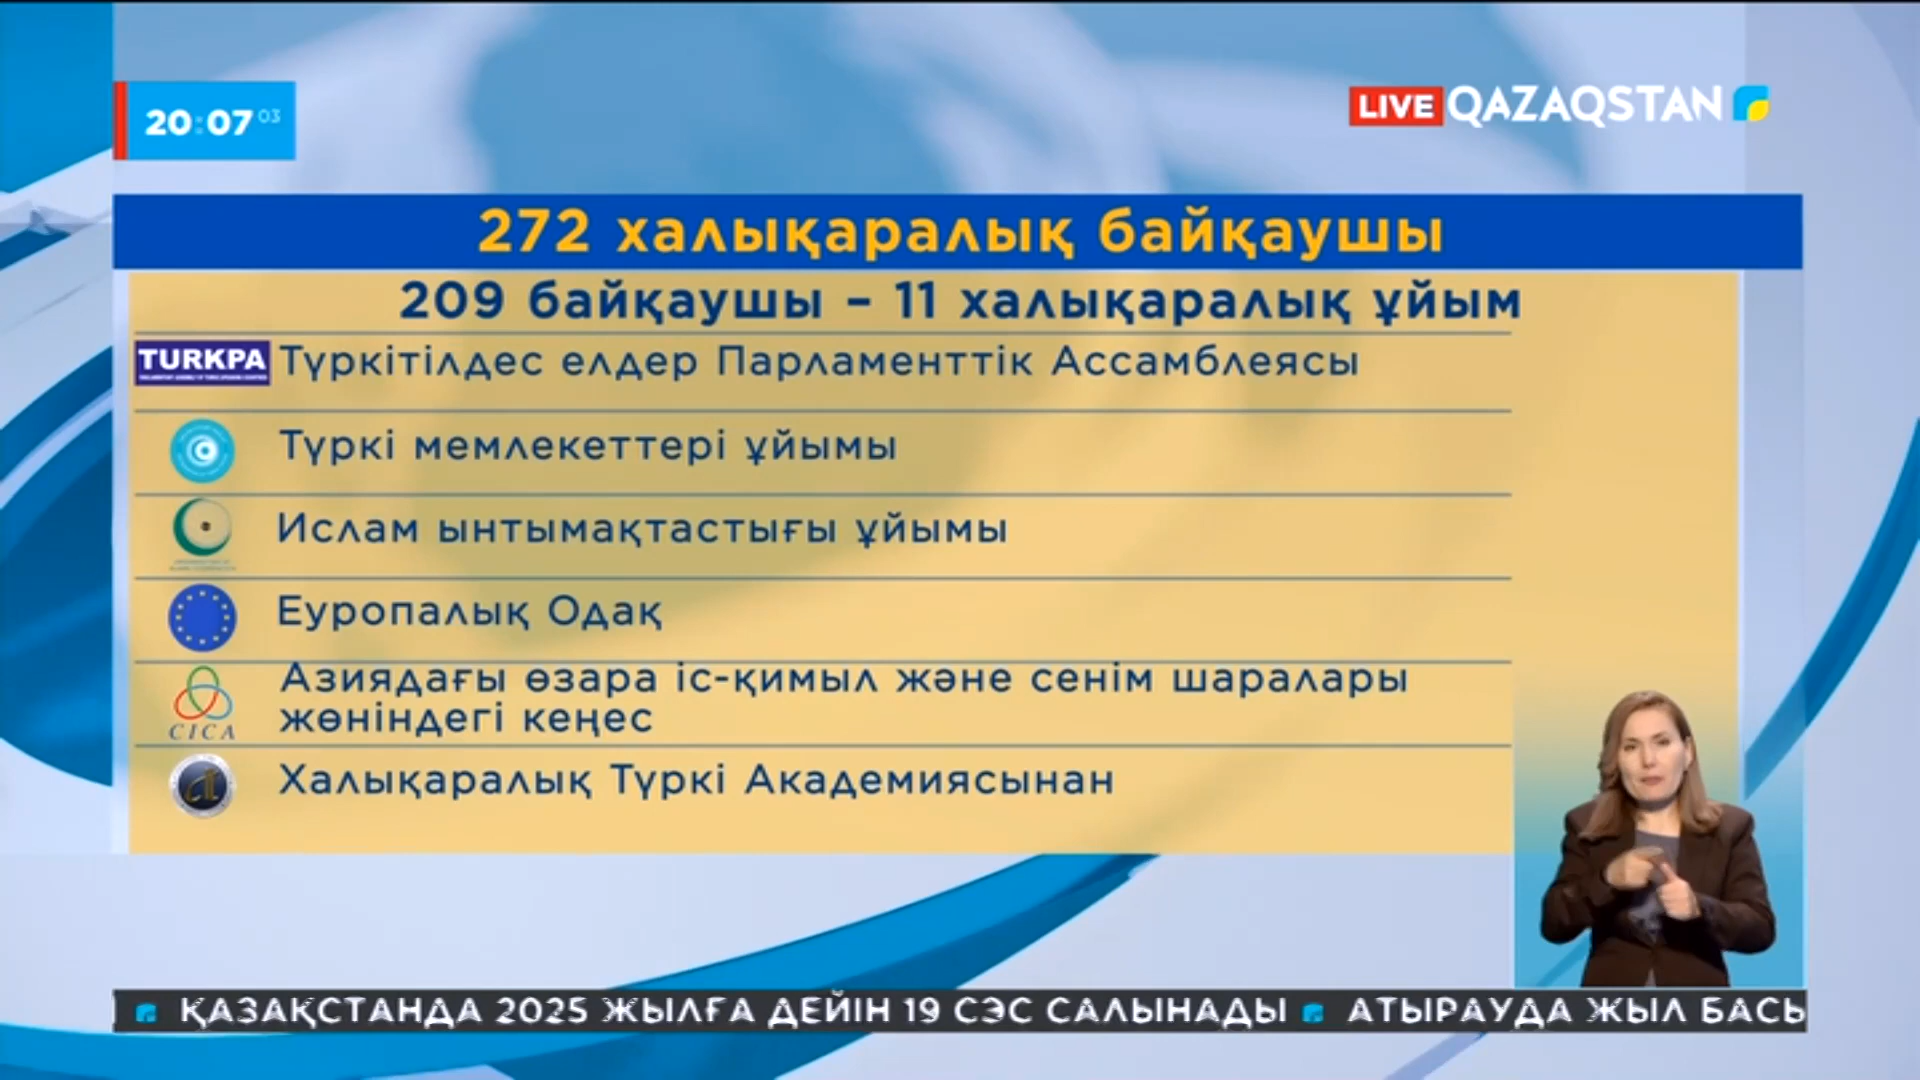 20:07 03
LIVE QAZAQSTAN
272 халықаралық байқаушы
209 байқаушы – 11 халықаралық ұйым
TURKPA Түркітілдес елдер Парламенттік Ассамблеясы
Түркі мемлекеттері ұйымы
Ислам ынтымақтастығы ұйымы
Еуропалық Одақ
Азиядағы өзара іс-қимыл және сенім шаралары
жөніндегі кеңес
CICA
Халықаралық Түркі Академиясынан
ҚАЗАҚСТАНДА 2025 ЖЫЛҒА ДЕЙІН 19 СЭС САЛЫНАДЫ АТЫРАУДА ЖЫЛ БАСЫ